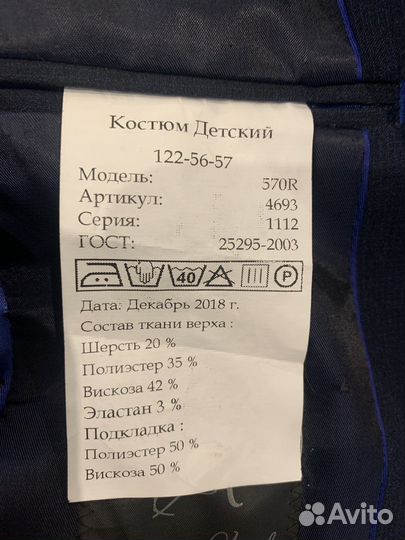 Костюм Детский
122-56-57
Модель: 570R
Артикул: 4693
Серия: 1112
ГОСТ: 25295-2003
40 P
Дата: Декабрь 2018 г.
Состав ткани верха :
Шерсть 20 %
Полиэстер 35 %
Вискоза 42 %
Эластан 3 %
Подкладка :
Полиэстер 50 %
Вискоза 50 %
Avito